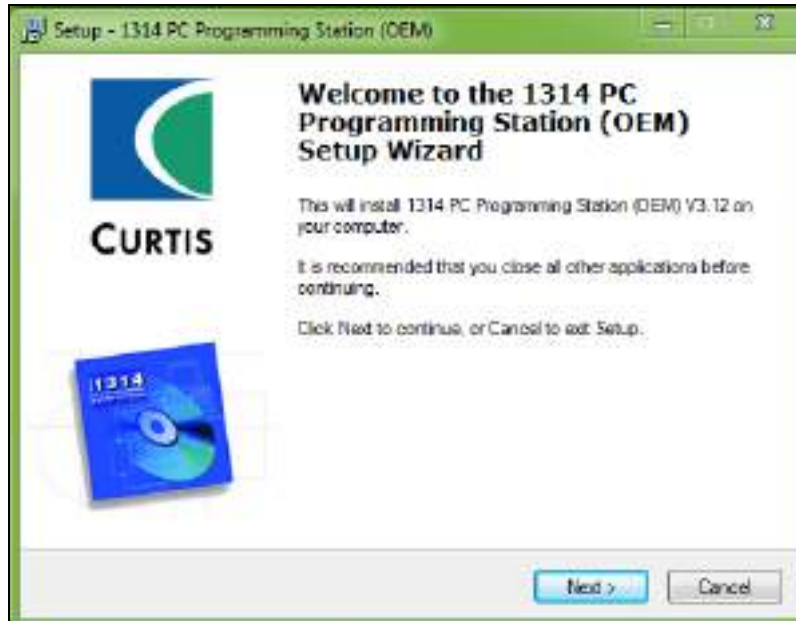 Setup - 1314 PC Programming Station (OEM)
Welcome to the 1314 PC
Programming Station (OEM)
Setup Wizard
This will install 1314 PC Programming Station (OEM) V3.12 on
your computer.
It is recommended that you close all other applications before
continuing.
Click Next to continue, or Cancel to exit Setup.
CURTIS
1314
Next >
Cancel